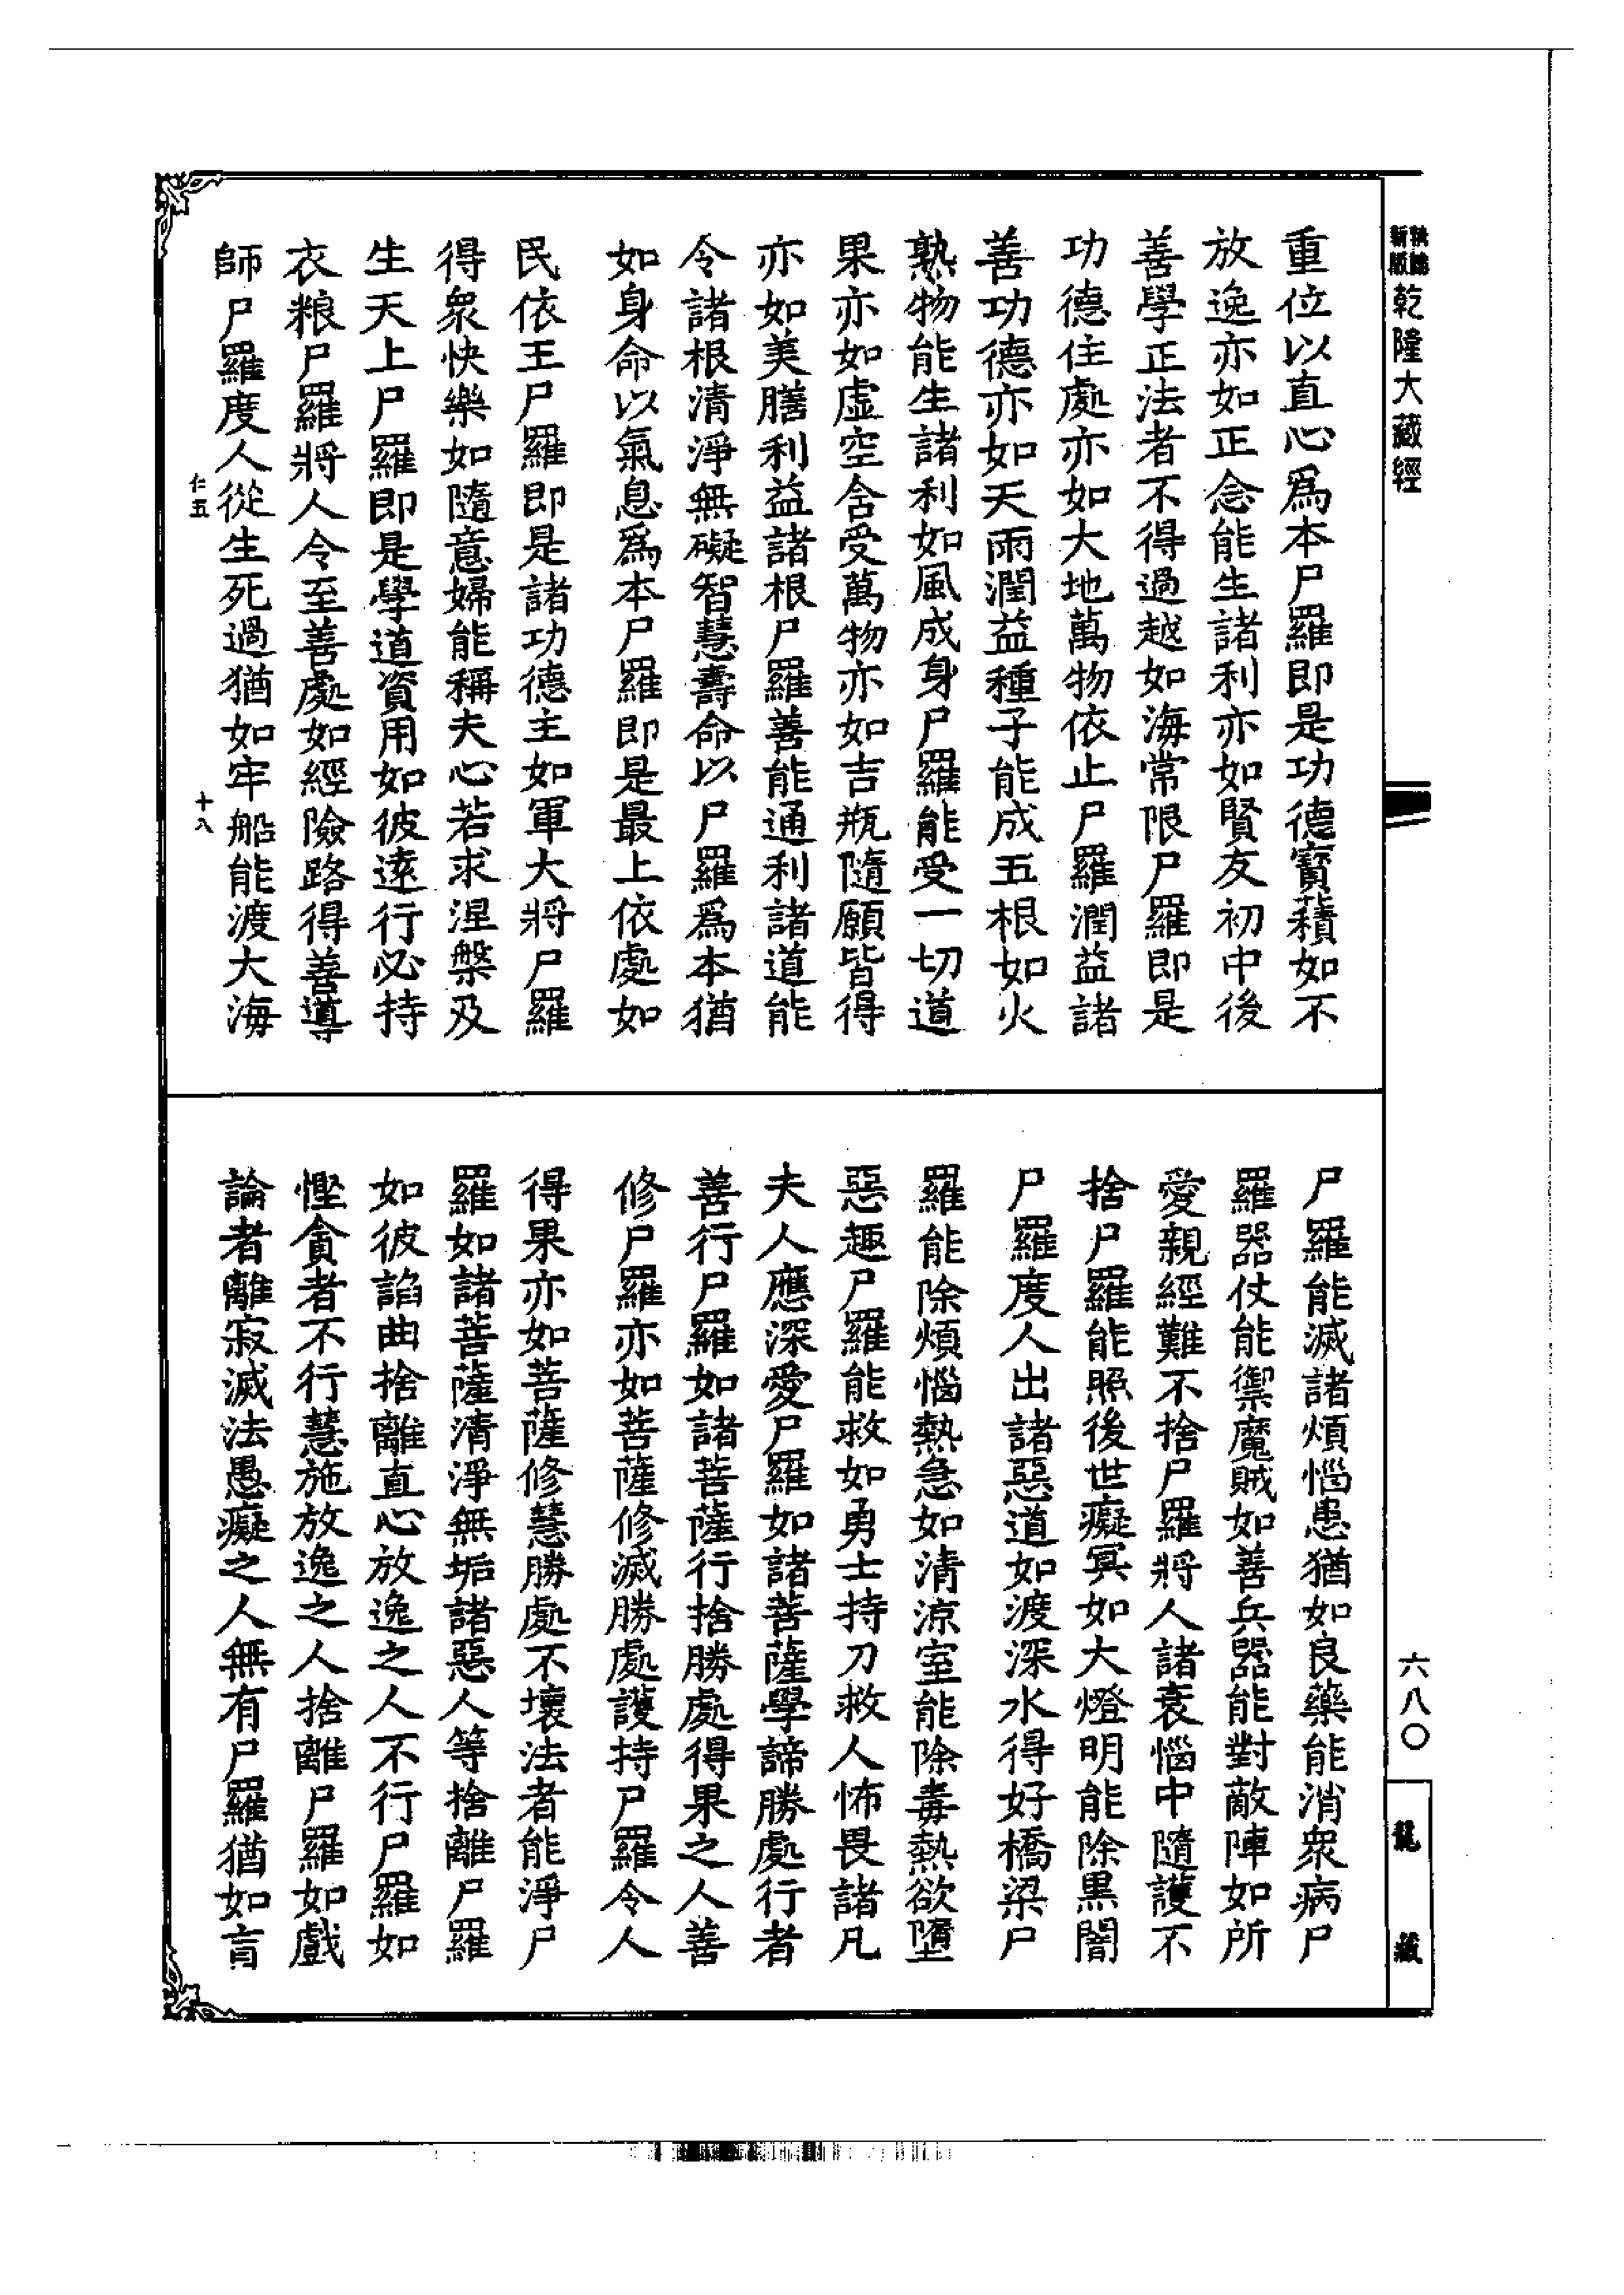 乾隆大藏經
重位以直心爲本尸羅即是功德寶積如不
放逸亦如正念能生諸利亦如賢友初中後
善學正法者不得過越如海常限尸羅即是
功德住處亦如大地萬物依止尸羅潤益諸
善功德亦如天雨潤益種子能成五根如火
熟物能生諸利如風成身尸羅能受一切道
果亦如虛空含受萬物亦如吉瓶隨願皆得
亦如美膳利益諸根尸羅善能通利諸道能
令諸根清淨無礙智慧壽命以尸羅爲本猶
如身命以氣息爲本尸羅即是最上依處如
民依王尸羅即是諸功德主如軍大將尸羅
得衆快樂如隨意婦能稱夫心若求涅槃及
生天上尸羅即是學道資用如彼遠行必持
衣粮尸羅將人令至善處如經險路得善導
師尸羅度人從生死過猶如牢船能渡大海
仁五
十八
尸羅能滅諸煩惱患猶如良藥能消衆病尸
羅器仗能禦魔賊如善兵器能對敵陣如所
愛親經難不捨尸羅將人諸衰惱中隨護不
捨尸羅能照後世癡冥如大燈明能除黑闇
尸羅度人出諸惡道如渡深水得好橋梁尸
羅能除煩惱熱急如清涼室能除毒熱欲墮
惡趣尸羅能救如勇士持刀救人怖畏諸凡
夫人應深愛尸羅如諸菩薩學諦勝處行者
善行尸羅如諸菩薩行捨勝處得果之人善
修尸羅亦如菩薩修滅勝處護持尸羅令人
得果亦如菩薩修慧勝處不壞法者能淨尸
羅如諸菩薩清淨無垢諸惡人等捨離尸羅
如彼諂曲捨離直心放逸之人不行尸羅如
慳貪者不行慧施放逸之人捨離尸羅如戲
論者離寂滅法愚癡之人無有尸羅猶如盲
六八〇
龍藏